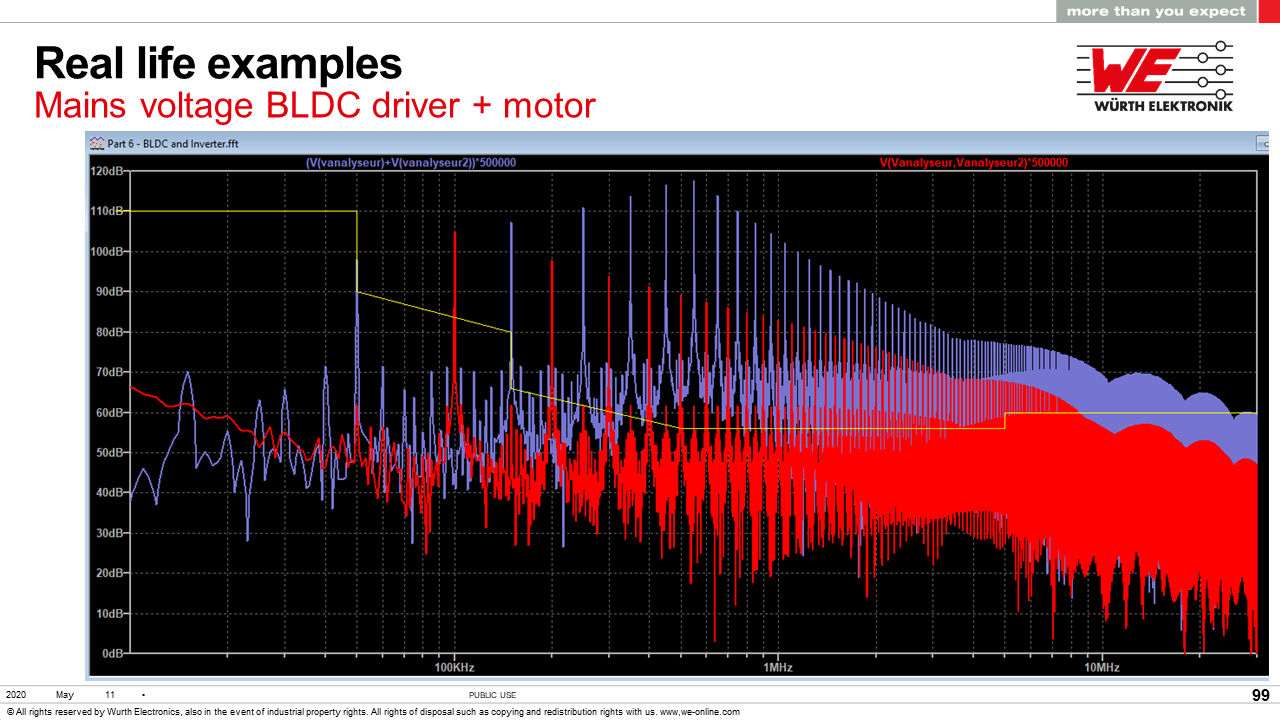 more than you expect
Real life examples
Mains voltage BLDC driver + motor
WE
WÜRTH ELEKTRONIK
Part 6 - BLDC and Inverter.fft
(V(vanalyseur)+V(vanalyseur2))*500000
V(Vanalyseur,Vanalyseur2)*500000
120dB
110dB
100dB
90dB
80dB
70dB
60dB
50dB
40dB
30dB
20dB
10dB
0dB
100KHz
1MHz
10MHz
2020 May 11 •
PUBLIC USE
99
© All rights reserved by Wurth Electronics, also in the event of industrial property rights. All rights of disposal such as copying and redistribution rights with us. www,we-online.com